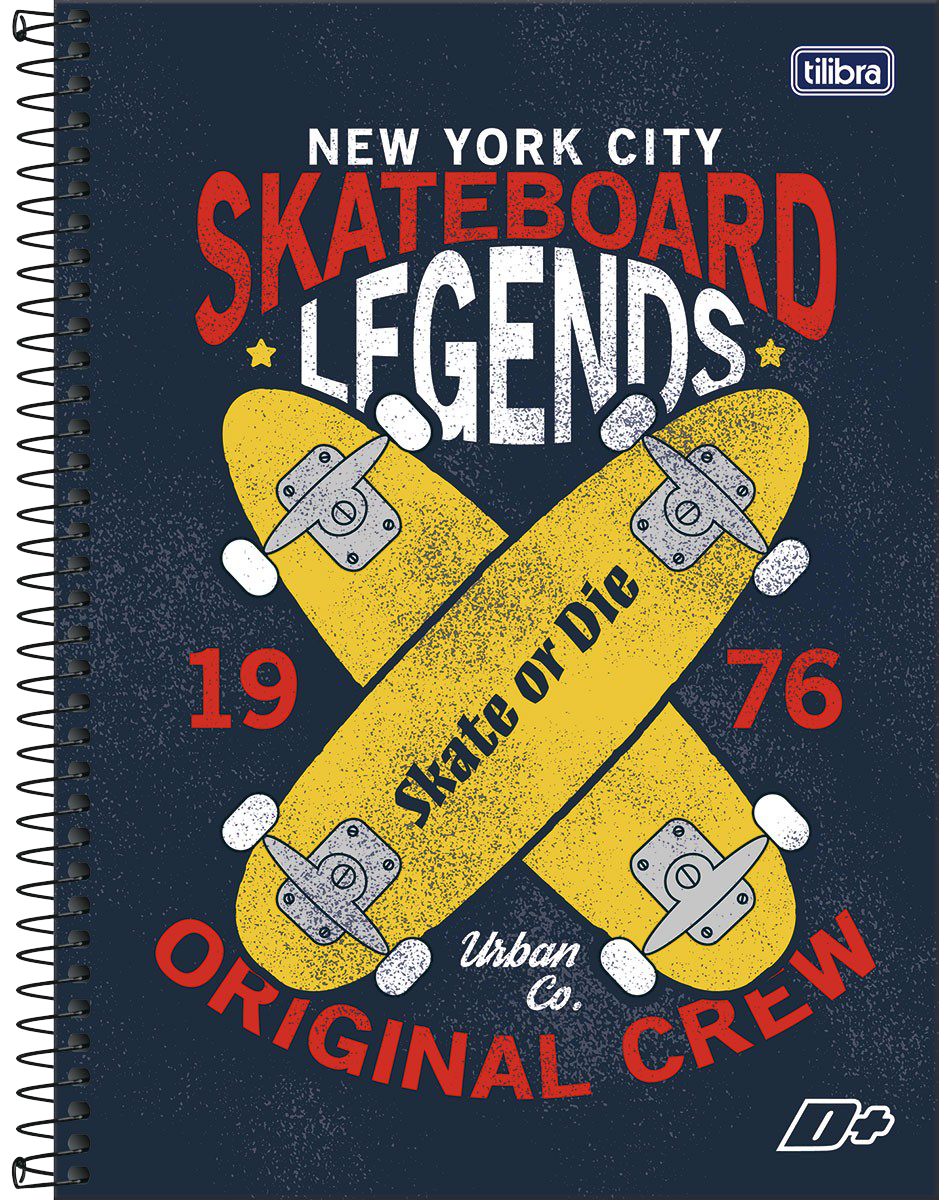 tilibra
NEW YORK CITY
SKATEBOARD
LEGENDS
Skate or Die
19 76
Urban
Co.
ORIGINAL CREW
D+